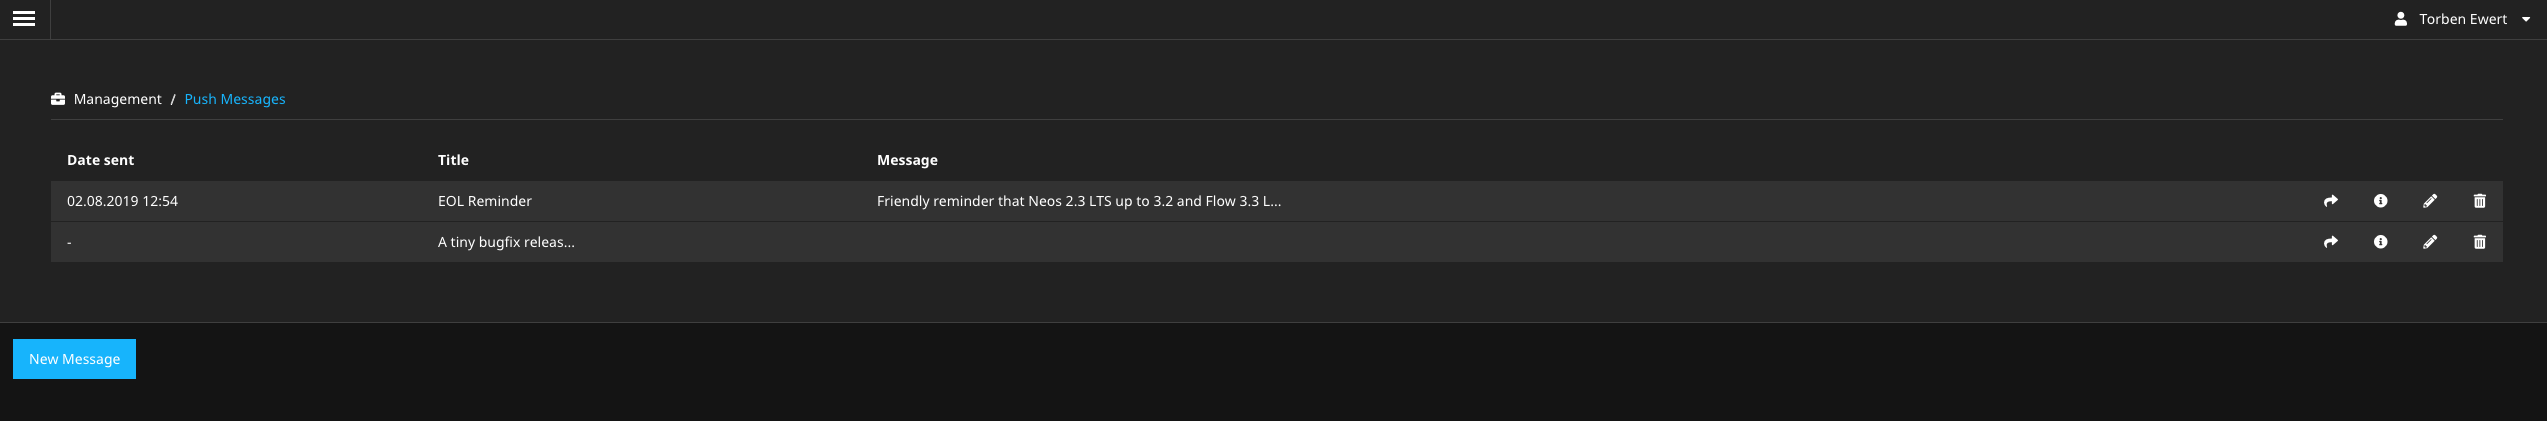 Torben Ewert
Management / Push Messages
Date sent Title Message
02.08.2019 12:54 EOL Reminder Friendly reminder that Neos 2.3 LTS up to 3.2 and Flow 3.3 L...
- A tiny bugfix releas...
New Message